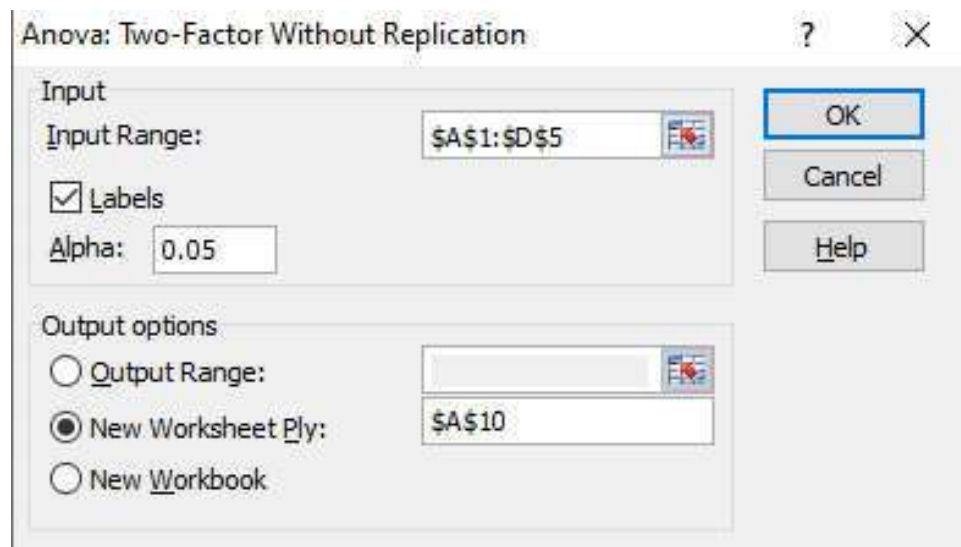 Anova: Two-Factor Without Replication ? ✕
Input
Input Range: $A$1:$D$5
Labels
Alpha: 0.05
OK
Cancel
Help
Output options
Output Range:
New Worksheet Ply: $A$10
New Workbook